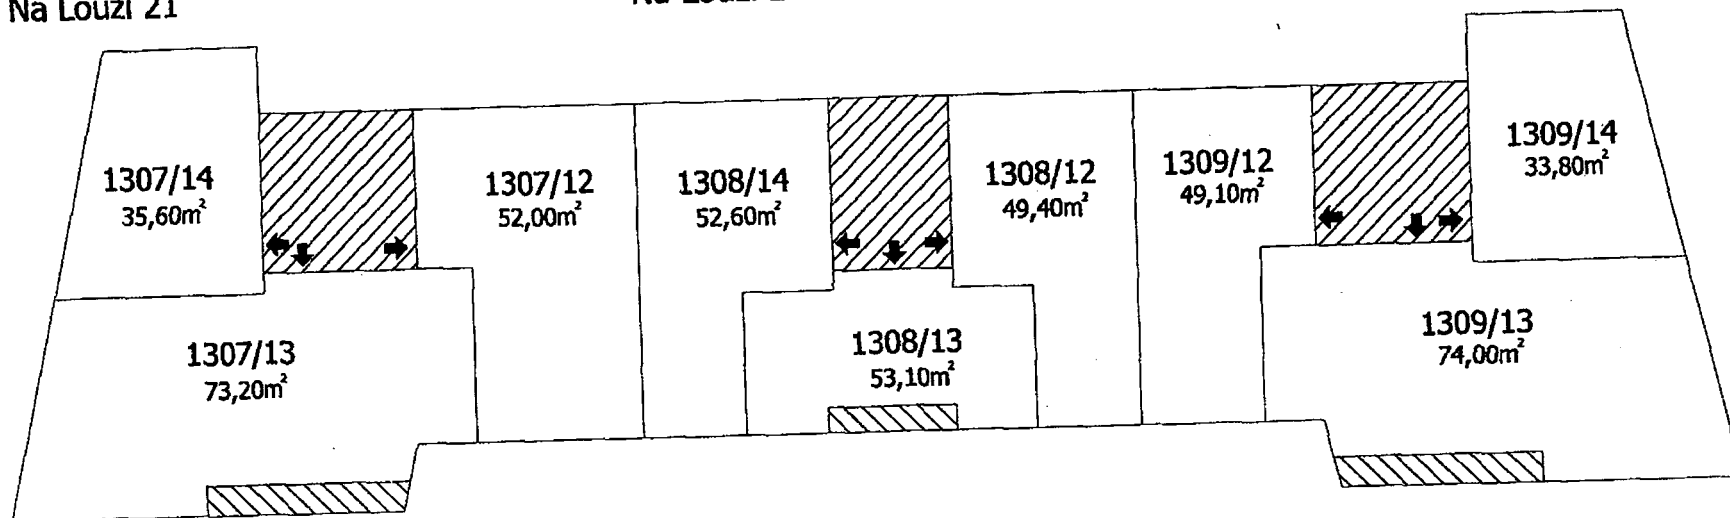 Na Louzí 21
1307/14
35,60m²
1307/12
52,00m²
1308/14
52,60m²
1308/12
49,40m²
1309/12
49,10m²
1309/14
33,80m²
1307/13
73,20m²
1308/13
53,10m²
1309/13
74,00m²